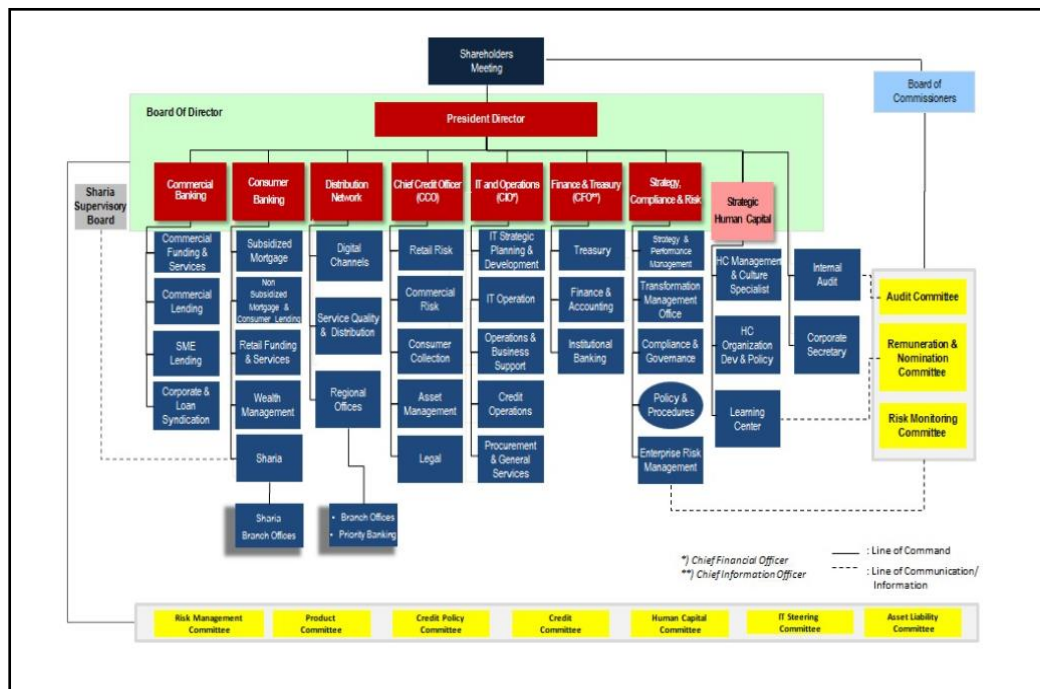 Shareholders
Meeting
Board of
Commissioners
Board Of Director
President Director
Sharia
Supervisory
Board
Commercial
Banking
Consumer
Banking
Distribution
Network
Chief Credit Officer
(CCO)
IT and Operations
(CIO*)
Finance & Treasury
(CFO**)
Strategy,
Compliance & Risk
Strategic
Human Capital
Commercial
Funding &
Services
Commercial
Lending
SME
Lending
Corporate &
Loan
Syndication
Subsidized
Mortgage
Non
Subsidized
Mortgage &
Consumer Lending
Retail Funding
& Services
Wealth
Management
Sharia
Sharia
Branch Offices
Digital
Channels
Service Quality
& Distribution
Regional
Offices
• Branch Offices
• Priority Banking
Retail Risk
Commercial
Risk
Consumer
Collection
Asset
Management
Legal
IT Strategic
Planning &
Development
IT Operation
Operations &
Business
Support
Credit
Operations
Procurement
& General
Services
Treasury
Finance &
Accounting
Institutional
Banking
Strategy &
Performance
Management
Transformation
Management
Office
Compliance &
Governance
Policy &
Procedures
Enterprise Risk
Management
HC Management
& Culture
Specialist
HC
Organization
Dev & Policy
Learning
Center
Internal
Audit
Corporate
Secretary
Audit Committee
Remuneration &
Nomination
Committee
Risk Monitoring
Committee
*) Chief Financial Officer
**) Chief Information Officer
: Line of Command
: Line of Communication/
Information
Risk Management
Committee
Product
Committee
Credit Policy
Committee
Credit
Committee
Human Capital
Committee
IT Steering
Committee
Asset Liability
Committee